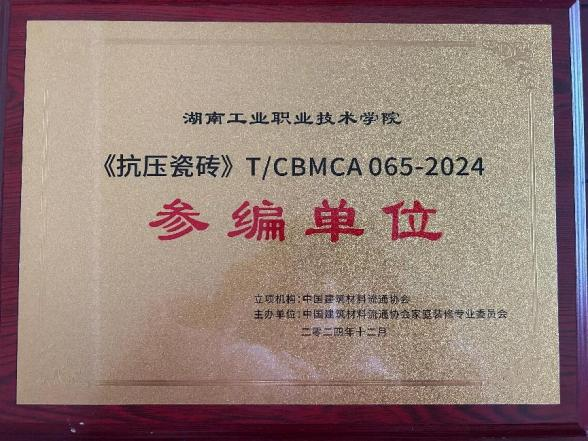 湖南工业职业技术学院
《抗压瓷砖》T/CBMCA 065-2024
参编单位
立项机构：中国建筑材料流通协会
主办单位：中国建筑材料流通协会家庭装修专业委员会
二零二四年十二月